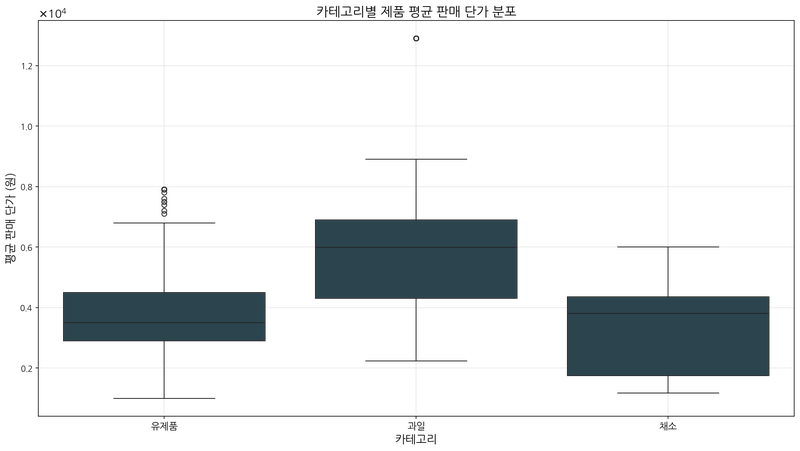 카테고리별 제품 평균 판매 단가 분포
×10⁴
1.2
1.0
0.8
0.6
0.4
0.2
평균 판매 단가 (원)
유제품
과일
채소
카테고리